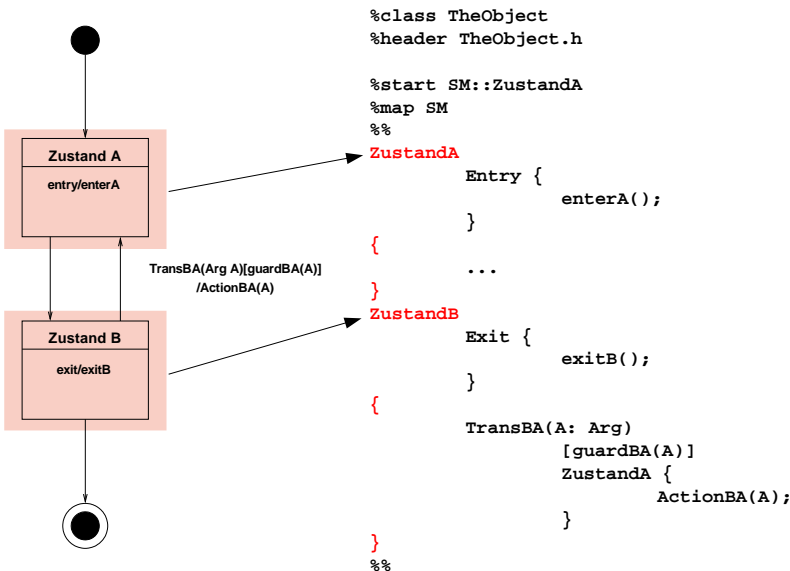 Zustand A
entry/enterA
TransBA(Arg A)[guardBA(A)]
/ActionBA(A)
Zustand B
exit/exitB
%class TheObject
%header TheObject.h
%start SM::ZustandA
%map SM
%%
ZustandA
Entry {
enterA();
}
{
...
}
ZustandB
Exit {
exitB();
}
{
TransBA(A: Arg)
[guardBA(A)]
ZustandA {
ActionBA(A);
}
}
%%